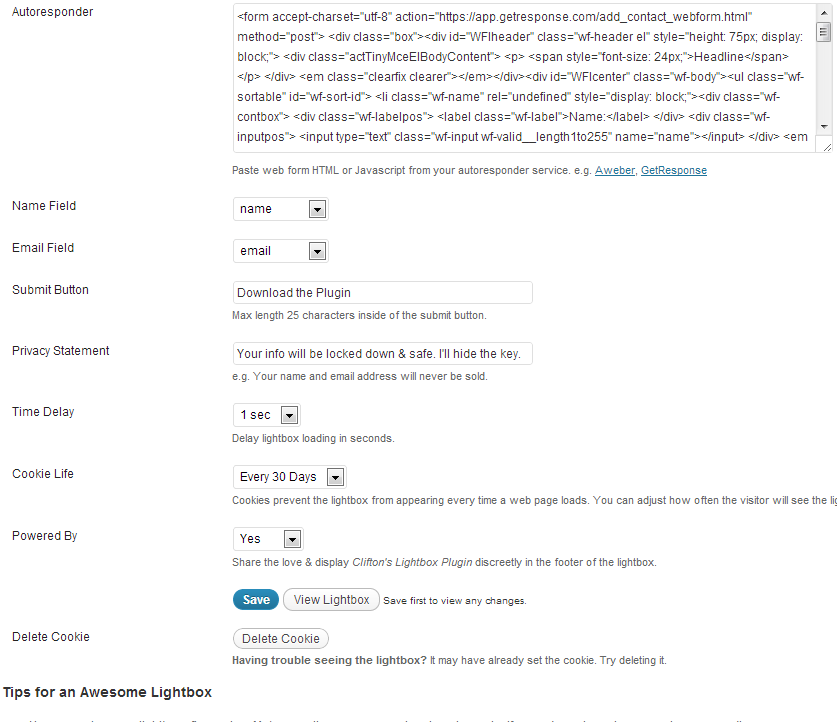 Autoresponder
<form accept-charset="utf-8" action="https://app.getresponse.com/add_contact_webform.html"
method="post"> <div class="box"><div id="WFIheader" class="wf-header el" style="height: 75px; display:
block;"> <div class="actTinyMceElBodyContent"> <p> <span style="font-size: 24px;">Headline</span>
</p> </div> <em class="clearfix clearer"></em></div><div id="WFIcenter" class="wf-body"><ul class="wf-
sortable" id="wf-sort-id"> <li class="wf-name" rel="undefined" style="display: block;"><div class="wf-
contbox"> <div class="wf-labelpos"> <label class="wf-label">Name:</label> </div> <div class="wf-
inputpos"> <input type="text" class="wf-input wf-valid__length1to255" name="name"></input> </div> <em
Paste web form HTML or Javascript from your autoresponder service. e.g. Aweber, GetResponse
Name Field
name
Email Field
email
Submit Button
Download the Plugin
Max length 25 characters inside of the submit button.
Privacy Statement
Your info will be locked down & safe. I'll hide the key.
e.g. Your name and email address will never be sold.
Time Delay
1 sec
Delay lightbox loading in seconds.
Cookie Life
Every 30 Days
Cookies prevent the lightbox from appearing every time a web page loads. You can adjust how often the visitor will see the
Powered By
Yes
Share the love & display Clifton's Lightbox Plugin discreetly in the footer of the lightbox.
Save View Lightbox Save first to view any changes.
Delete Cookie
Delete Cookie
Having trouble seeing the lightbox? It may have already set the cookie. Try deleting it.
Tips for an Awesome Lightbox